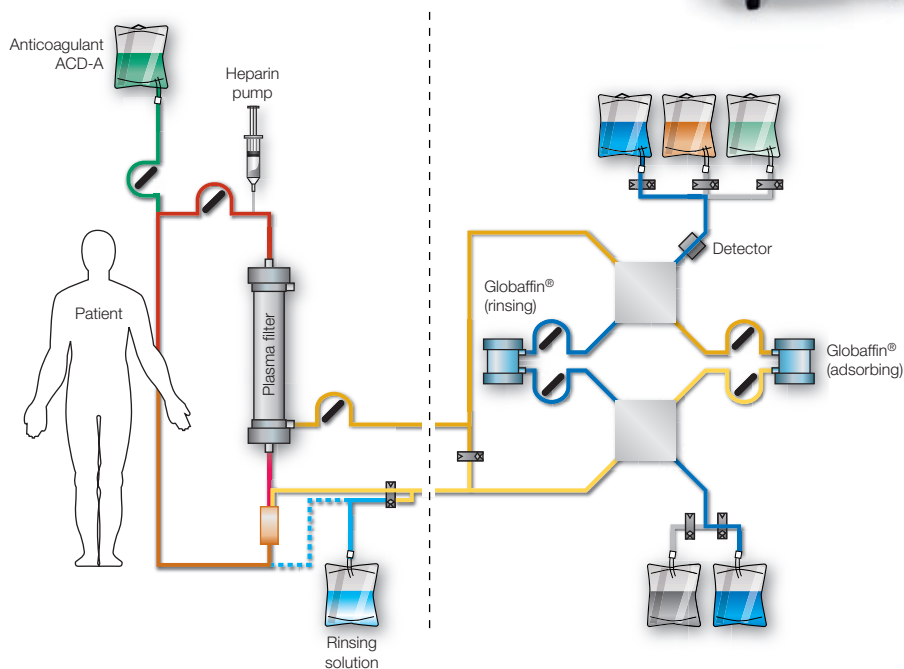 Anticoagulant
ACD-A
Heparin
pump
Detector
Globaffin®
(rinsing)
Patient
Plasma filter
Globaffin®
(adsorbing)
Rinsing
solution